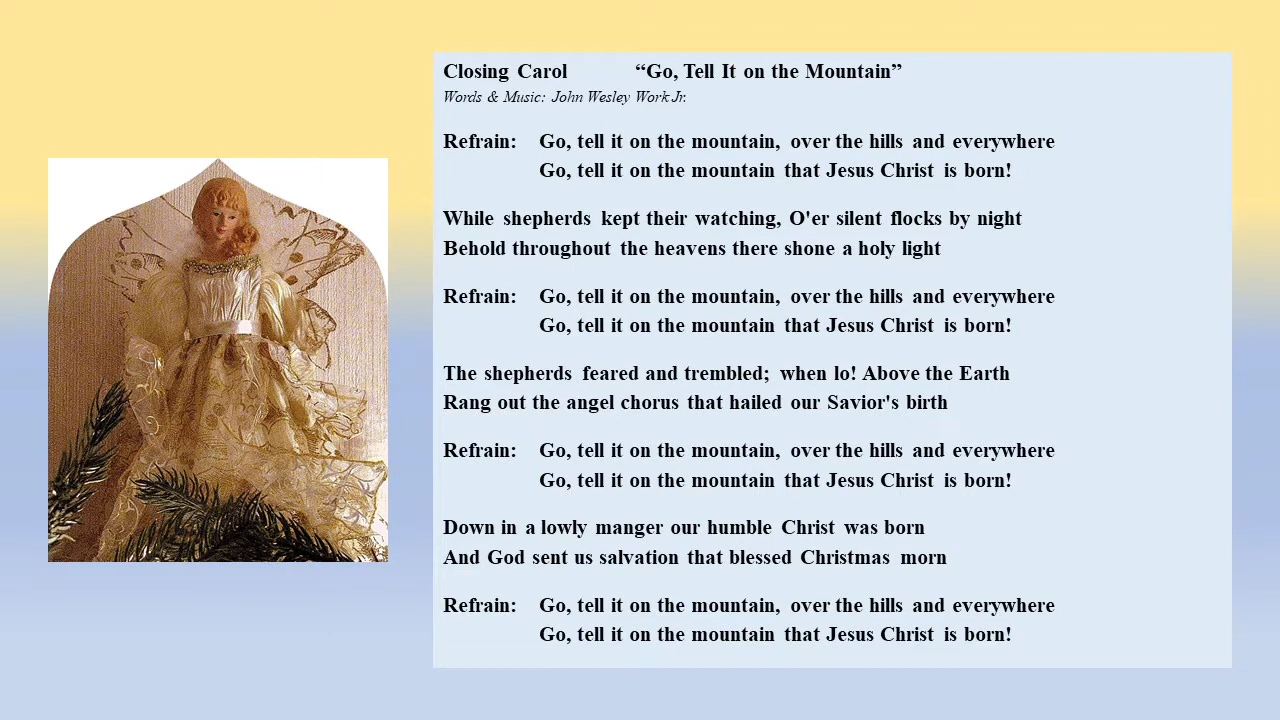 Closing Carol “Go, Tell It on the Mountain”
Words & Music: John Wesley Work Jr.
Refrain: Go, tell it on the mountain, over the hills and everywhere
Go, tell it on the mountain that Jesus Christ is born!
While shepherds kept their watching, O'er silent flocks by night
Behold throughout the heavens there shone a holy light
Refrain: Go, tell it on the mountain, over the hills and everywhere
Go, tell it on the mountain that Jesus Christ is born!
The shepherds feared and trembled; when lo! Above the Earth
Rang out the angel chorus that hailed our Savior's birth
Refrain: Go, tell it on the mountain, over the hills and everywhere
Go, tell it on the mountain that Jesus Christ is born!
Down in a lowly manger our humble Christ was born
And God sent us salvation that blessed Christmas morn
Refrain: Go, tell it on the mountain, over the hills and everywhere
Go, tell it on the mountain that Jesus Christ is born!